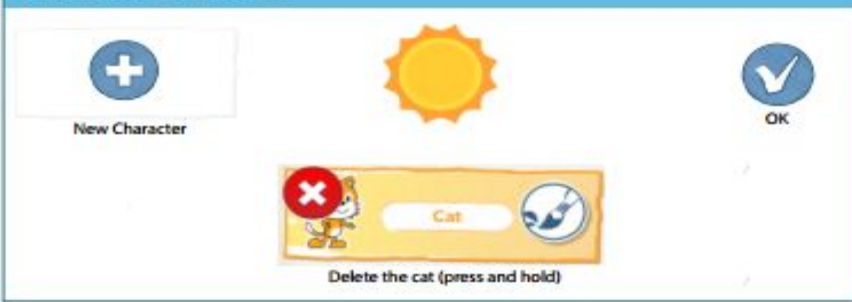 New Character
OK
Cat
Delete the cat (press and hold)